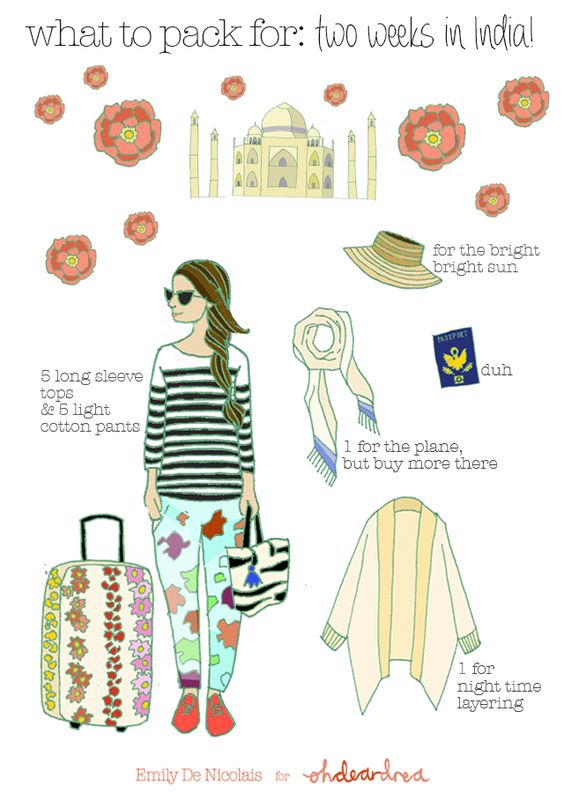 what to pack for: two weeks in India!
for the bright
bright sun
PASSPORT
duh
5 long sleeve
tops
& 5 light
cotton pants
1 for the plane,
but buy more there
1 for
night time
layering
Emily De Nicolais for ohdeardrea